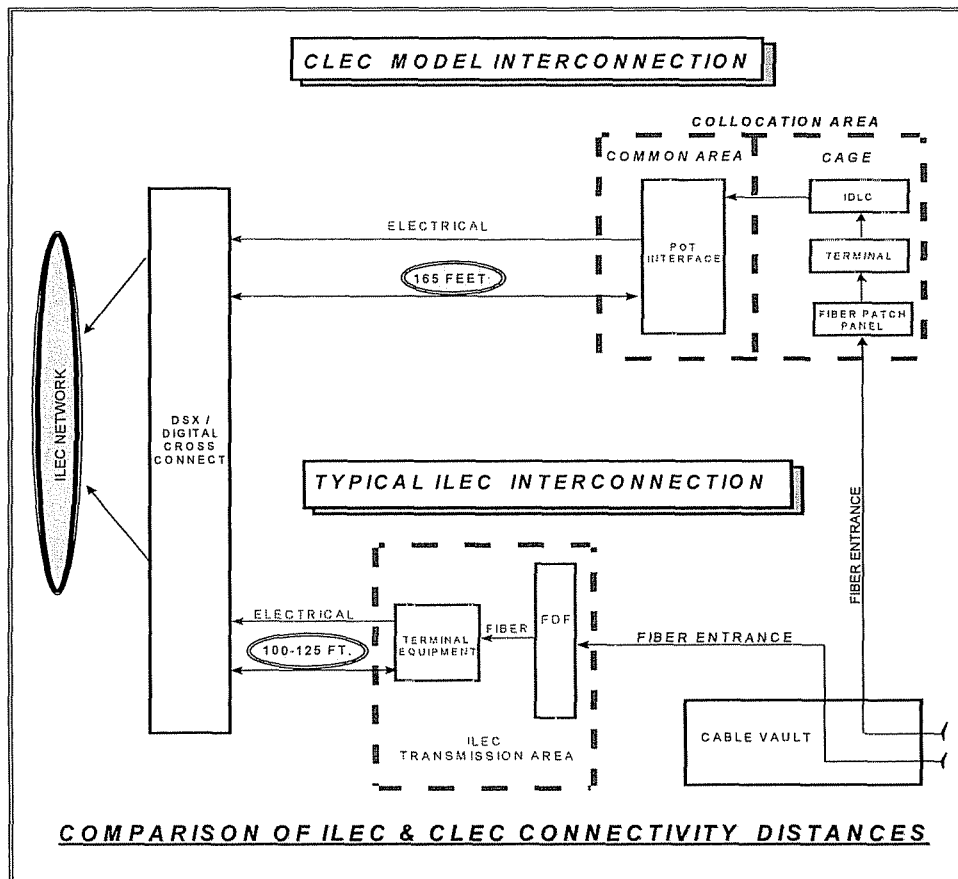 CLEC MODEL INTERCONNECTION
COLLOCATION AREA
COMMON AREA
CAGE
IDLC
TERMINAL
FIBER PATCH
PANEL
POT
INTERFACE
ELECTRICAL
165 FEET
ILEC NETWORK
DSX /
DIGITAL
CROSS
CONNECT
FIBER ENTRANCE
TYPICAL ILEC INTERCONNECTION
ELECTRICAL
100-125 FT.
TERMINAL
EQUIPMENT
FIBER
FDF
FIBER ENTRANCE
ILEC
TRANSMISSION AREA
CABLE VAULT
COMPARISON OF ILEC & CLEC CONNECTIVITY DISTANCES